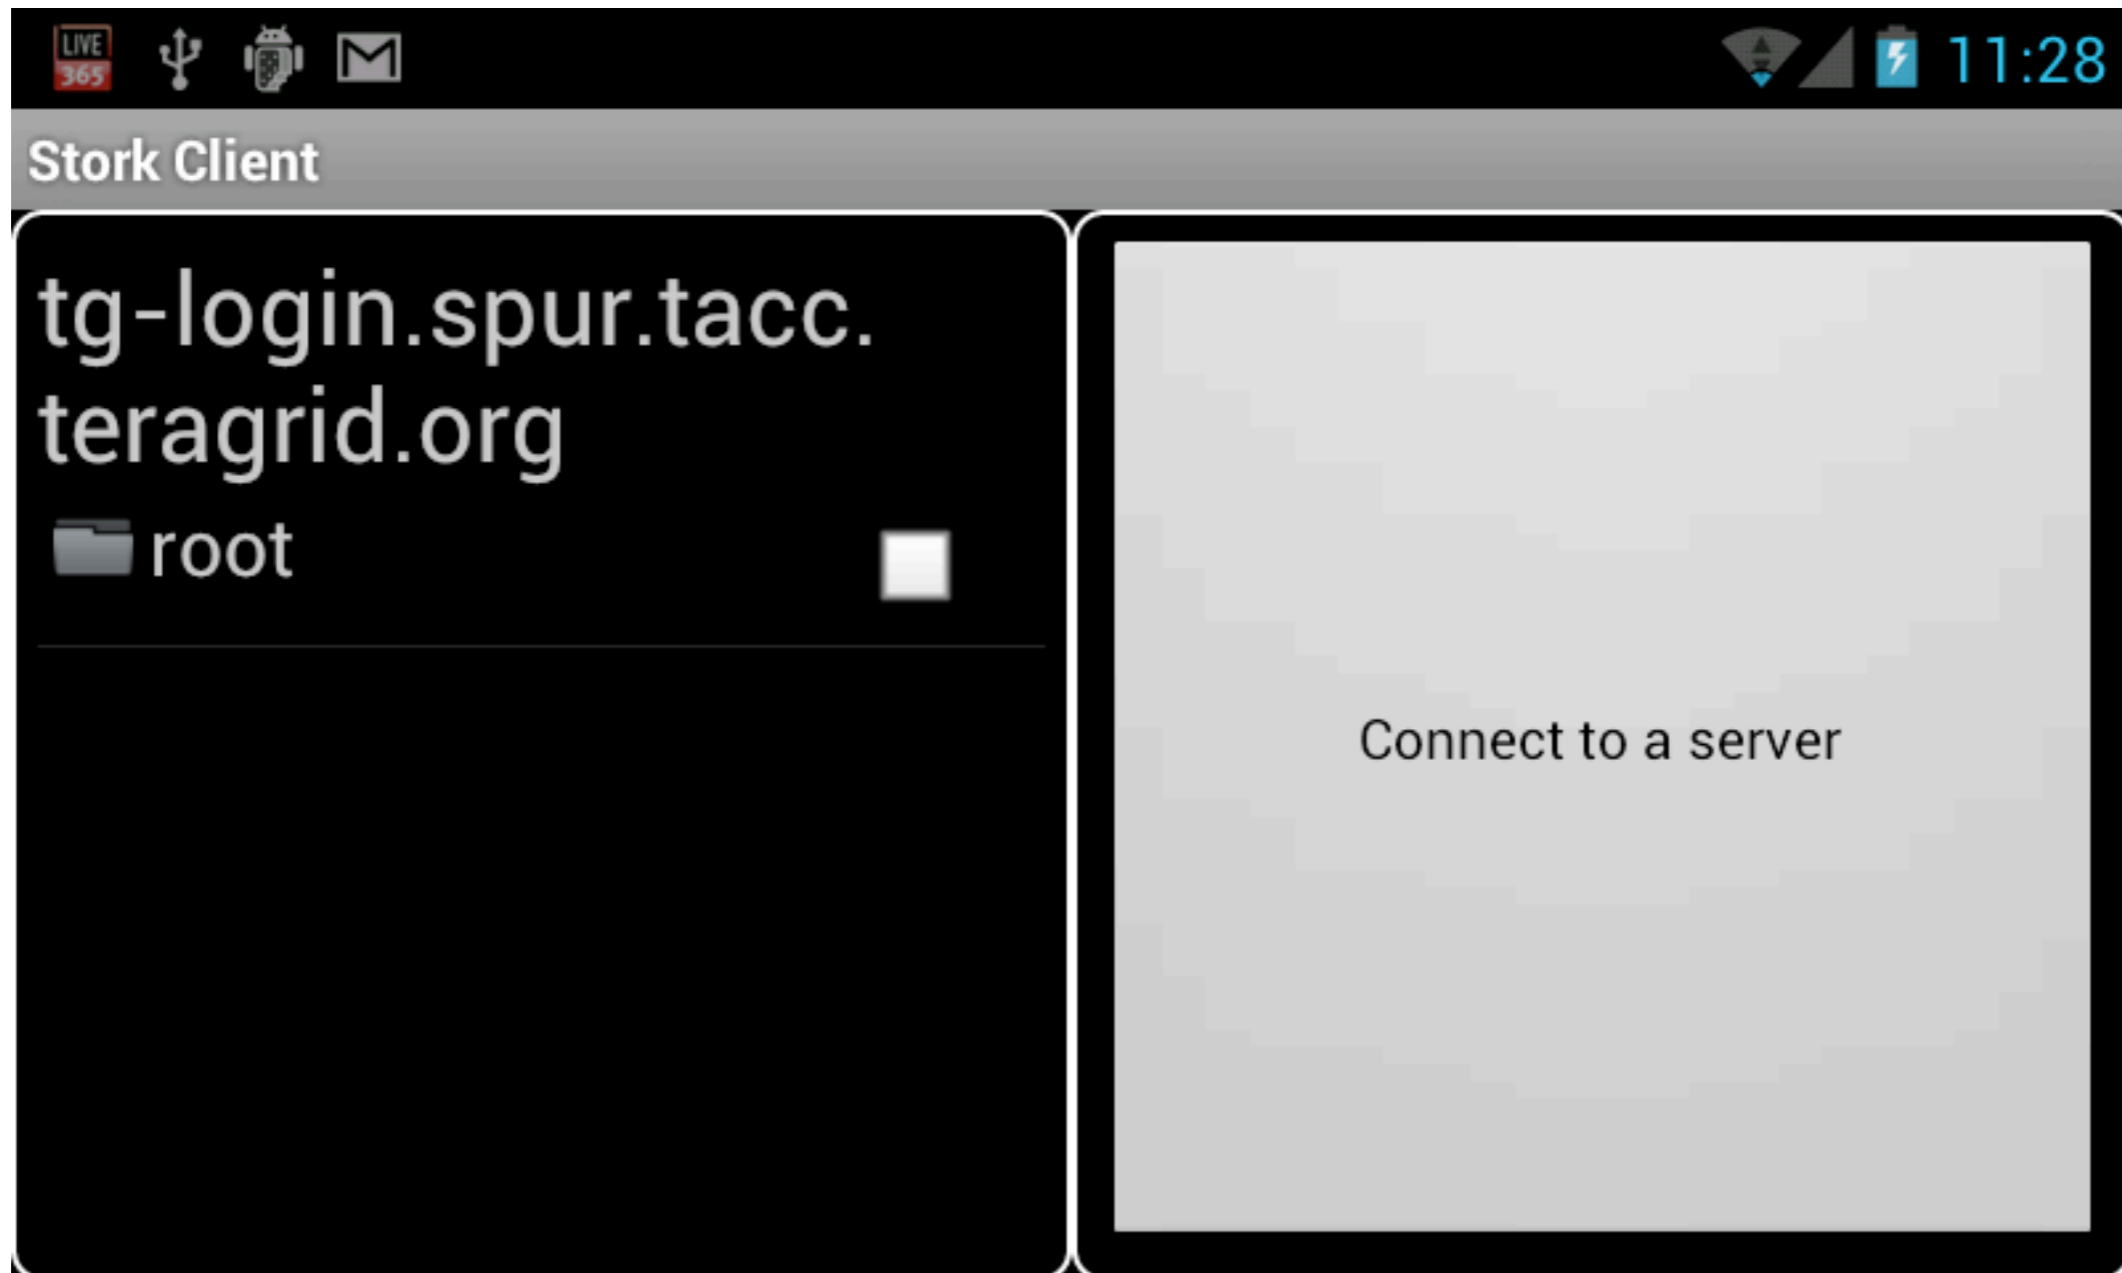 LIVE
365
11:28
Stork Client
tg-login.spur.tacc.
teragrid.org
root
Connect to a server